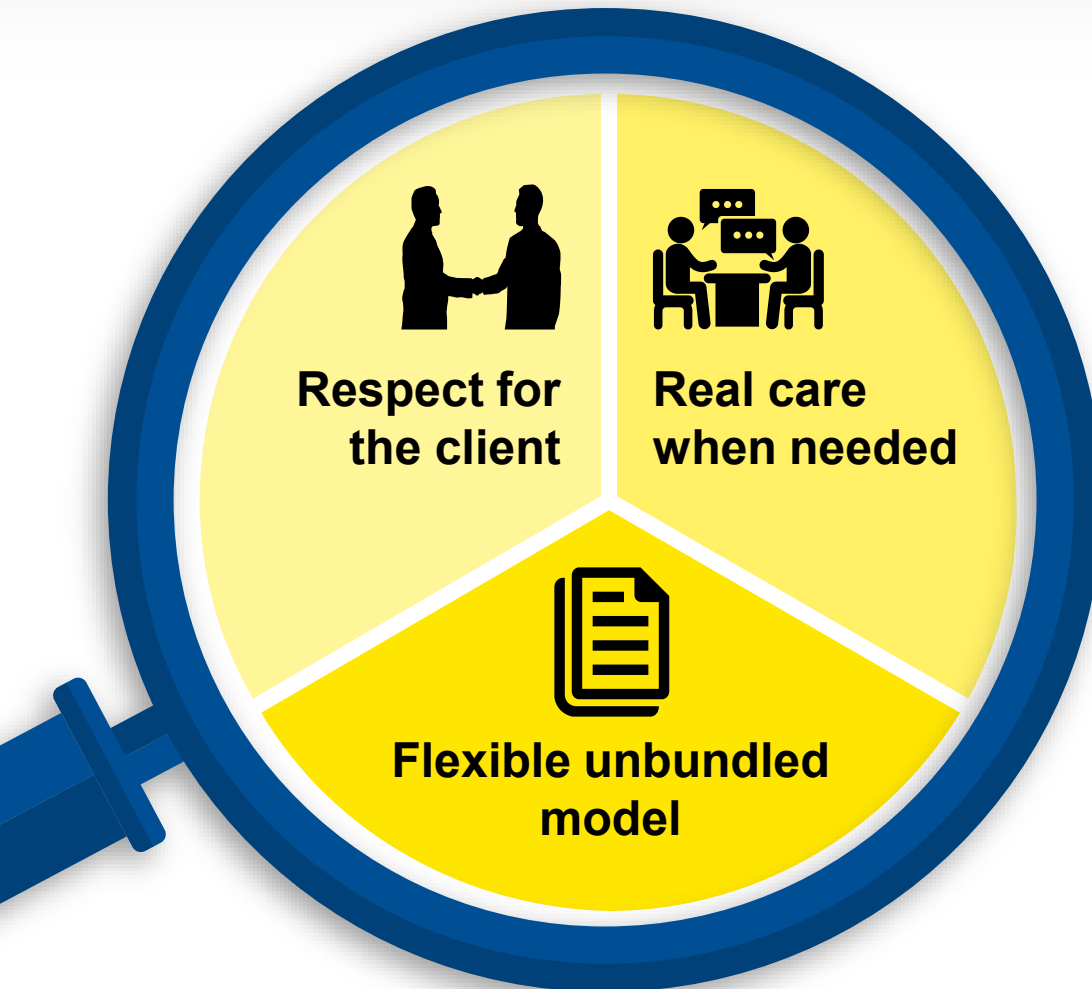 Respect for
the client
Real care
when needed
Flexible unbundled
model